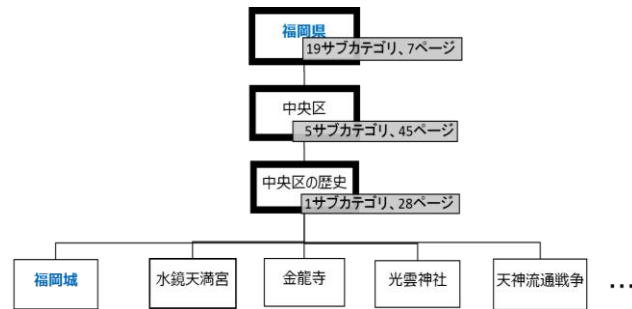 福岡県
19サブカテゴリ、7ページ
中央区
5サブカテゴリ、45ページ
中央区の歴史
1サブカテゴリ、28ページ
福岡城
水鏡天満宮
金龍寺
光雲神社
天神流通戦争
…